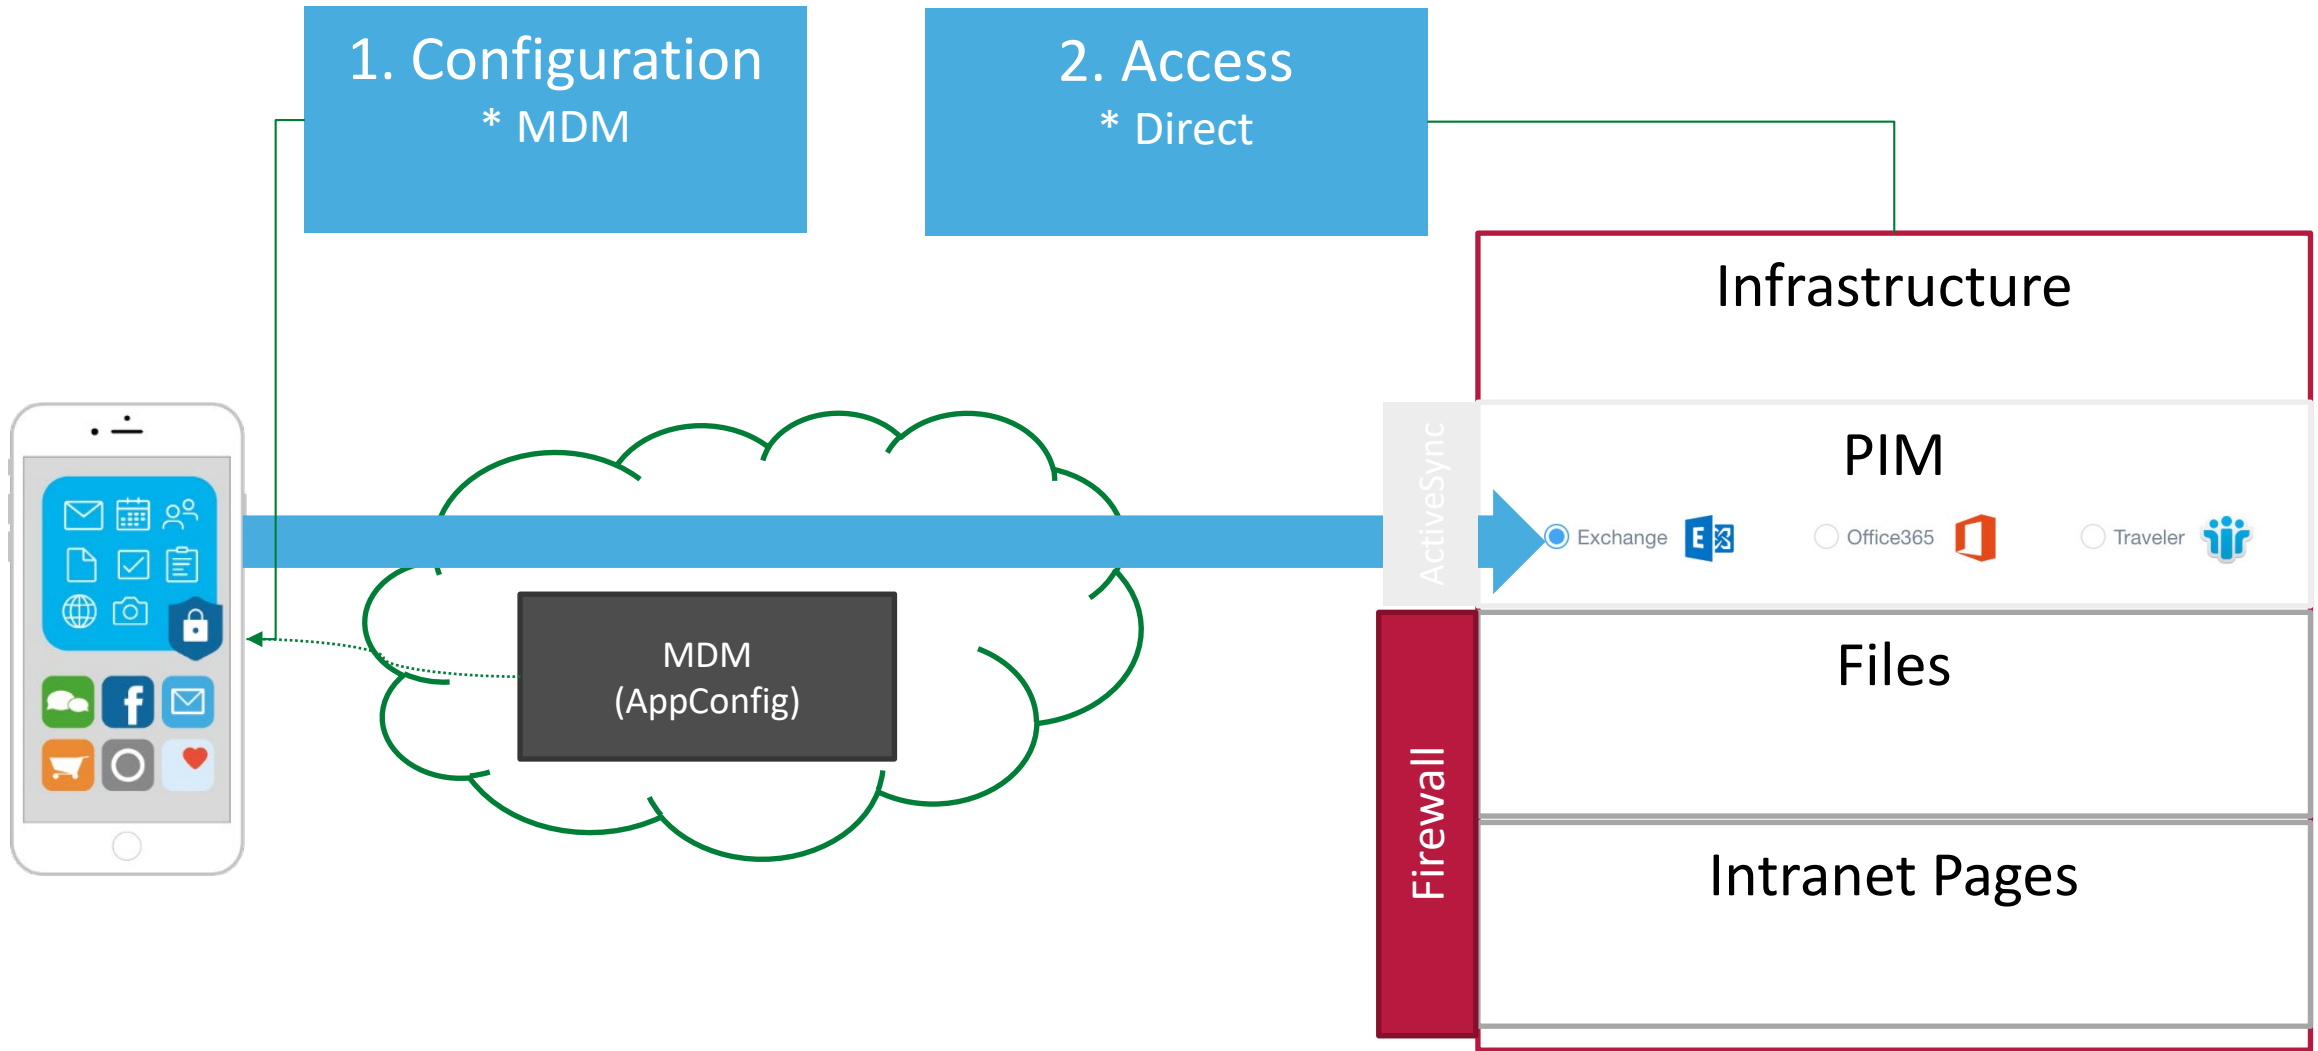 1. Configuration
* MDM
2. Access
* Direct
Infrastructure
ActiveSync
PIM
Exchange
Office365
Traveler
MDM
(AppConfig)
Firewall
Files
Intranet Pages